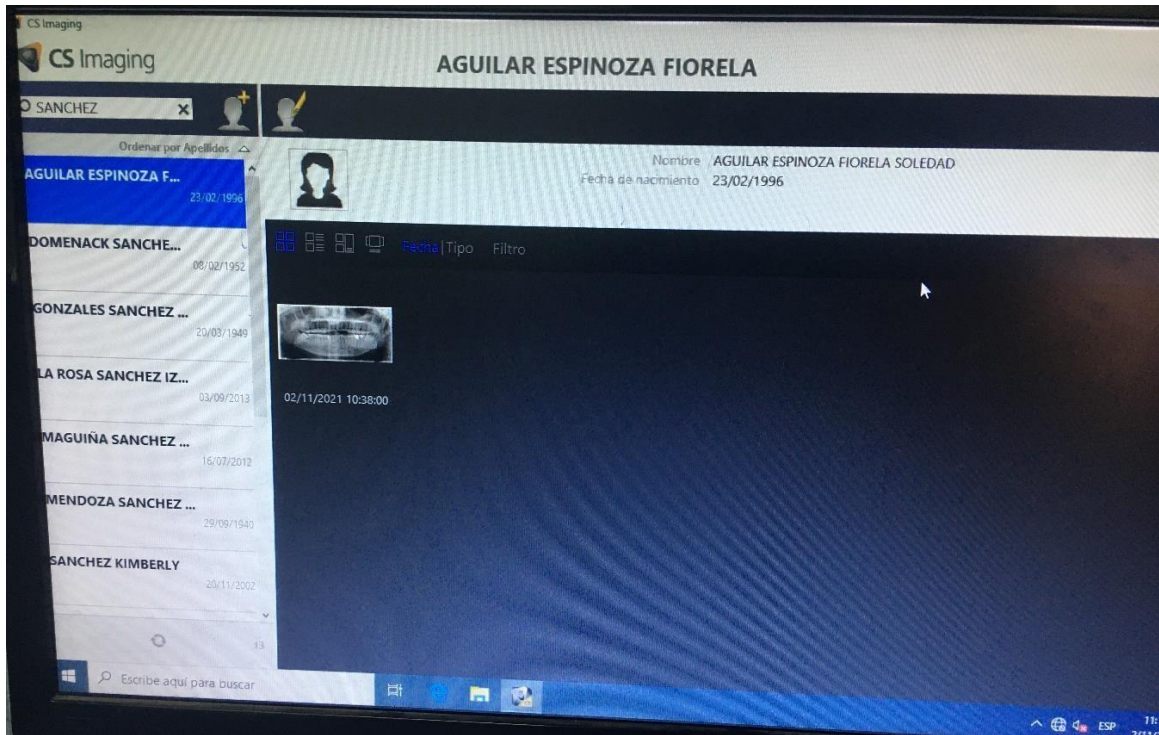 CS Imaging
CS Imaging
AGUILAR ESPINOZA FIORELA
SANCHEZ
Ordenar por Apellidos
AGUILAR ESPINOZA F...
23/02/1996
DOMENACK SANCHE...
08/02/1952
GONZALES SANCHEZ ...
20/03/1949
LA ROSA SANCHEZ IZ...
03/09/2013
MAGUIÑA SANCHEZ ...
16/07/2012
MENDOZA SANCHEZ ...
29/09/1940
SANCHEZ KIMBERLY
20/11/2002
13
Nombre AGUILAR ESPINOZA FIORELA SOLEDAD
Fecha de nacimiento 23/02/1996
Fecha|Tipo Filtro
02/11/2021 10:38:00
Escribe aquí para buscar
ESP